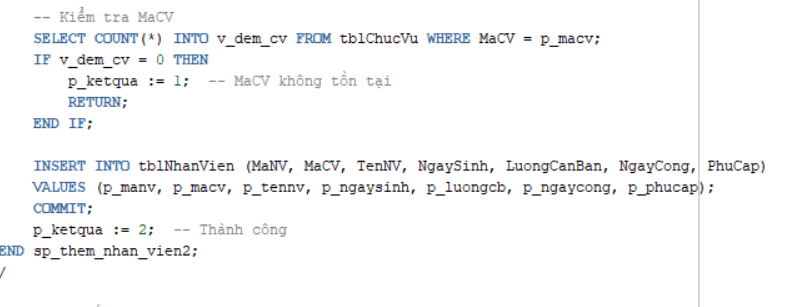 -- Kiểm tra MaCV
SELECT COUNT(*) INTO v_dem_cv FROM tblChucVu WHERE MaCV = p_macv;
IF v_dem_cv = 0 THEN
p_ketqua := 1;  -- MaCV không tồn tại
RETURN;
END IF;
INSERT INTO tblNhanVien (MaNV, MaCV, TenNV, NgaySinh, LuongCanBan, NgayCong, PhuCap)
VALUES (p_manv, p_macv, p_tennv, p_ngaysinh, p_luongcb, p_ngaycong, p_phucap);
COMMIT;
p_ketqua := 2;  -- Thành công
END sp_them_nhan_vien2;
/